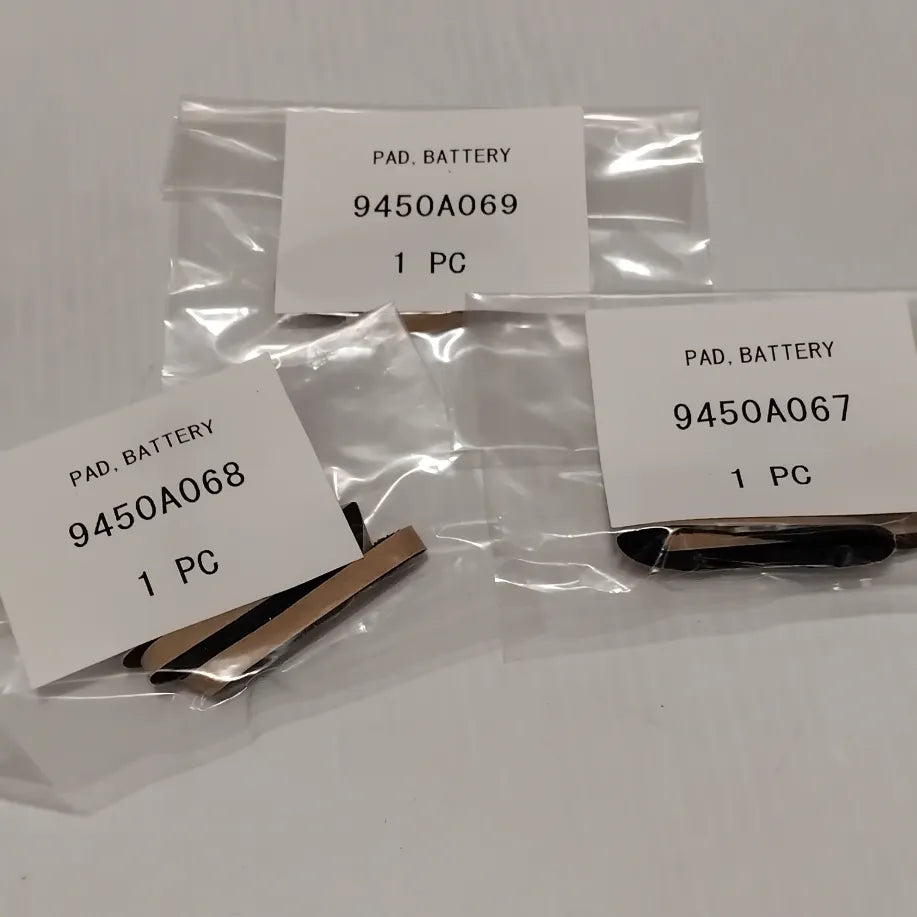 PAD, BATTERY
9450A069
1 PC
PAD, BATTERY
9450A067
1 PC
PAD, BATTERY
9450A068
1 PC